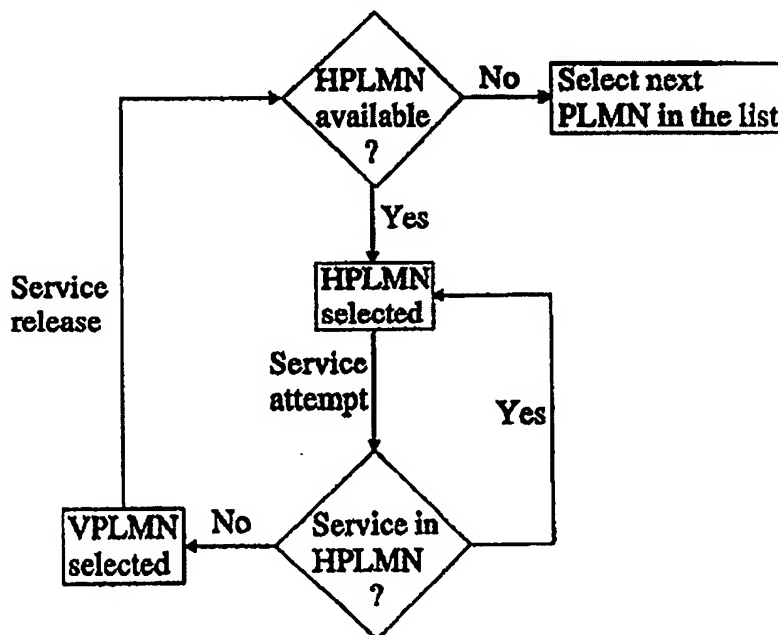 HPLMN
available
?
No
Select next
PLMN in the list
Yes
HPLMN
selected
Service
release
Service
attempt
Yes
VPLMN
selected
No
Service in
HPLMN
?